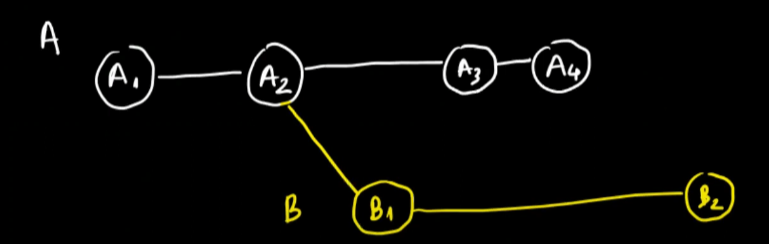 A
A₁ A₂ A₃ A₄
B B₁ B₂